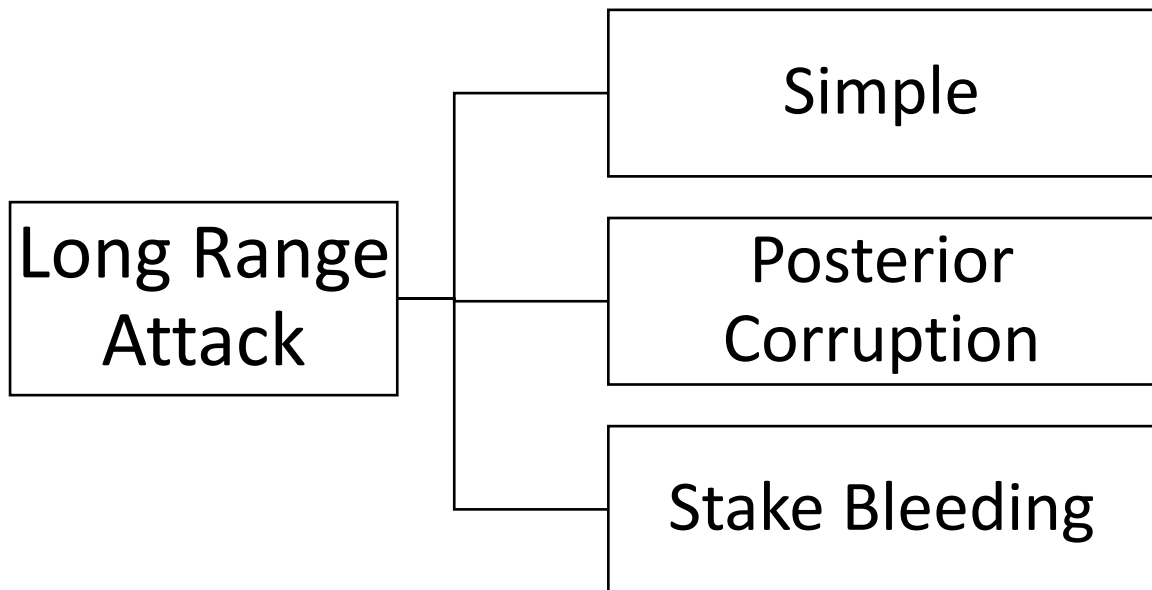 Long Range
Attack
Simple
Posterior
Corruption
Stake Bleeding